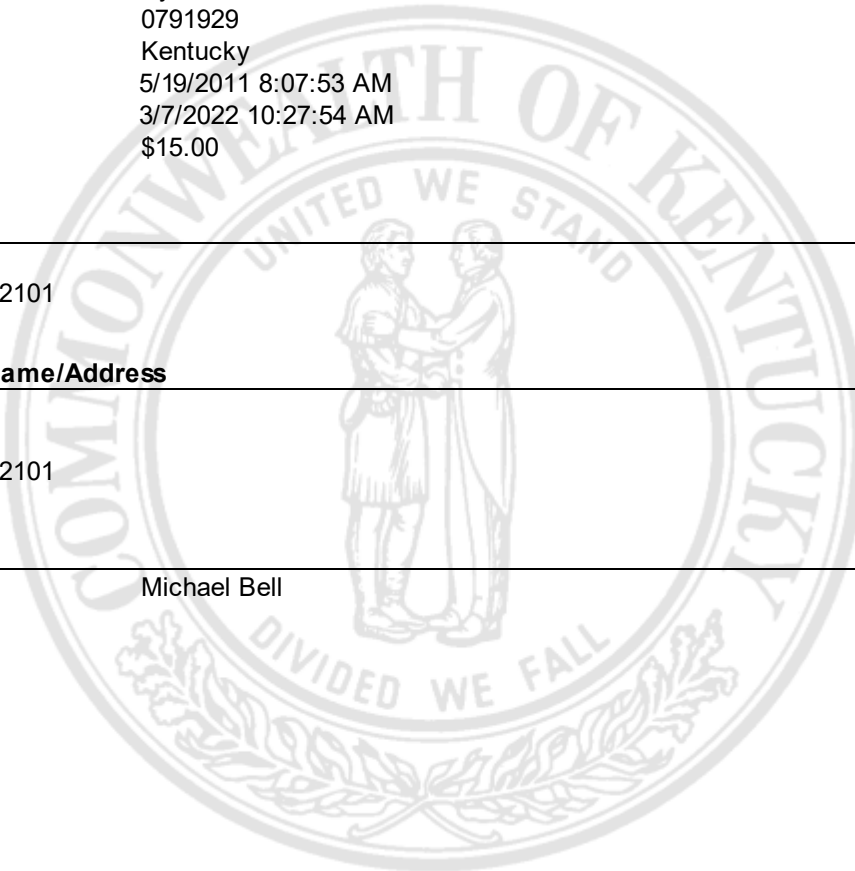 0791929
Kentucky
5/19/2011 8:07:53 AM
3/7/2022 10:27:54 AM
$15.00
2101
ame/Address
2101
Michael Bell
COMMONWEALTH OF KENTUCKY
UNITED WE STAND
DIVIDED WE FALL